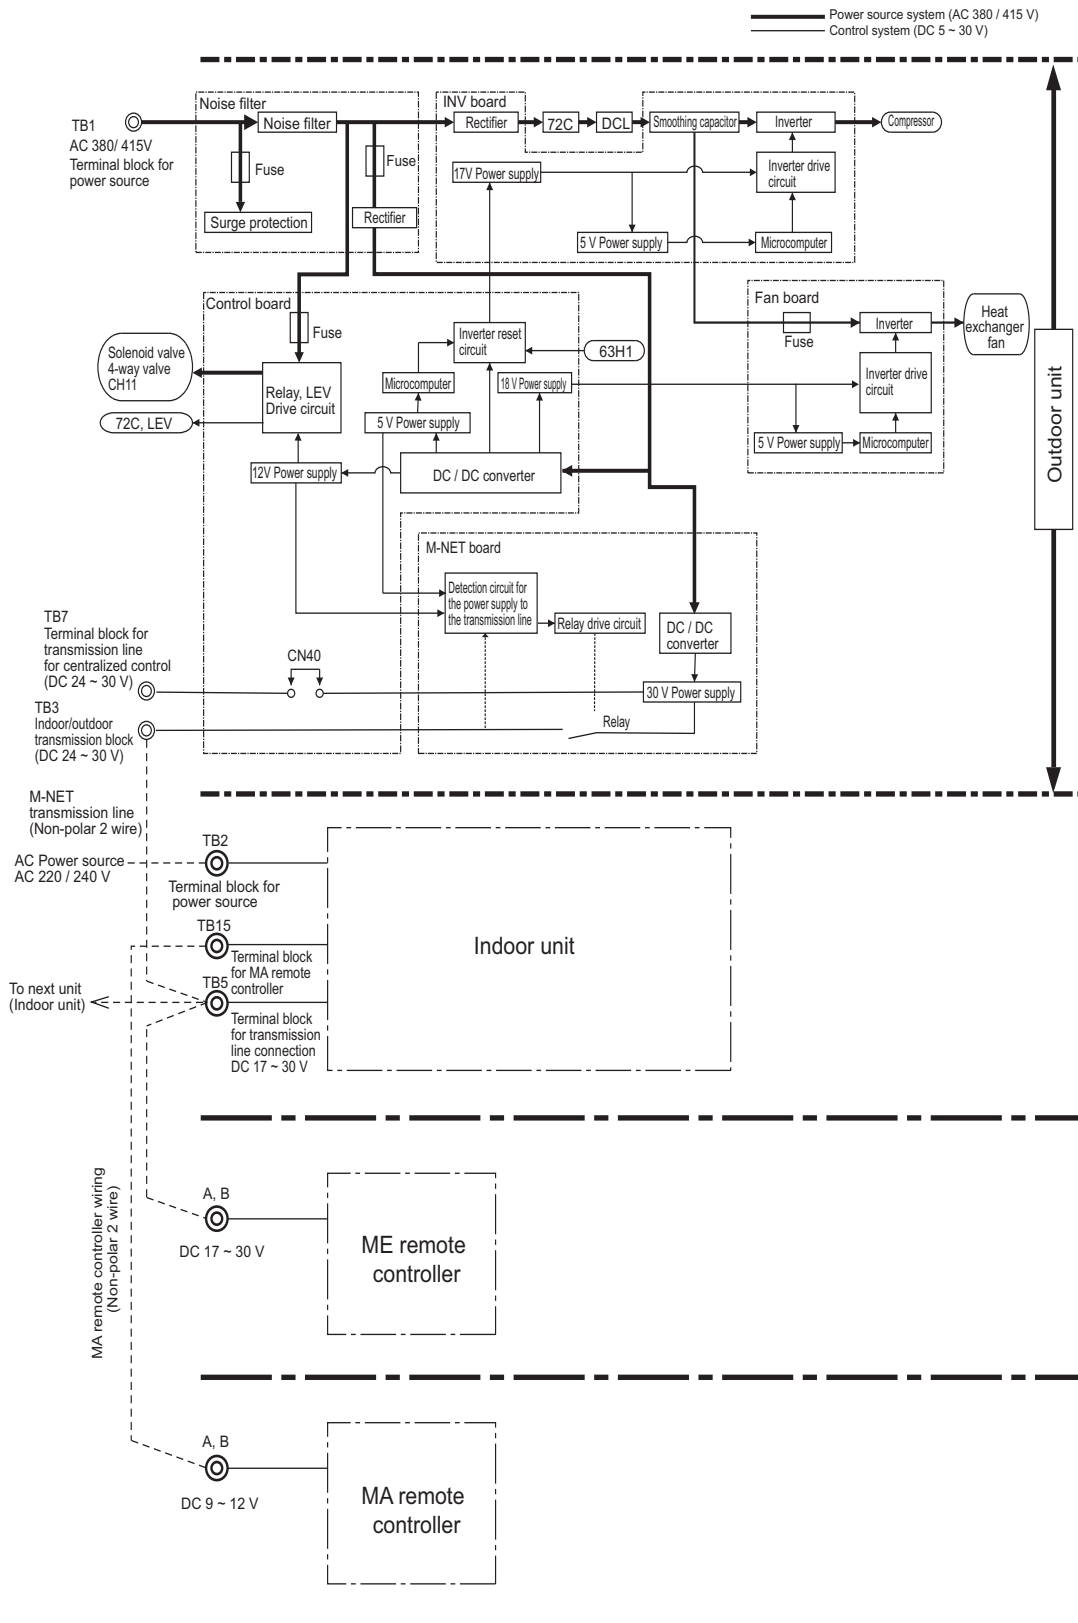 Power source system (AC 380 / 415 V)
Control system (DC 5 ~ 30 V)
Noise filter
INV board
TB1
AC 380/ 415V
Terminal block for
power source
Noise filter
Rectifier
72C
DCL
Smoothing capacitor
Inverter
Compressor
Fuse
Fuse
17V Power supply
Inverter drive
circuit
Surge protection
Rectifier
5 V Power supply
Microcomputer
Control board
Fan board
Fuse
Inverter reset
circuit
63H1
Fuse
Inverter
Heat
exchanger
fan
Solenoid valve
4-way valve
CH11
Relay, LEV
Drive circuit
Microcomputer
18 V Power supply
Inverter drive
circuit
72C, LEV
5 V Power supply
5 V Power supply
Microcomputer
12V Power supply
DC / DC converter
Outdoor unit
M-NET board
Detection circuit for
the power supply to
the transmission line
Relay drive circuit
DC / DC
converter
TB7
Terminal block for
transmission line
for centralized control
(DC 24 ~ 30 V)
CN40
30 V Power supply
TB3
Indoor/outdoor
transmission block
(DC 24 ~ 30 V)
Relay
M-NET
transmission line
(Non-polar 2 wire)
TB2
AC Power source
AC 220 / 240 V
Terminal block for
power source
TB15
Terminal block
for MA remote
controller
Indoor unit
TB5
To next unit
(Indoor unit)
Terminal block
for transmission
line connection
DC 17 ~ 30 V
MA remote controller wiring
(Non-polar 2 wire)
A, B
DC 17 ~ 30 V
ME remote
controller
A, B
DC 9 ~ 12 V
MA remote
controller